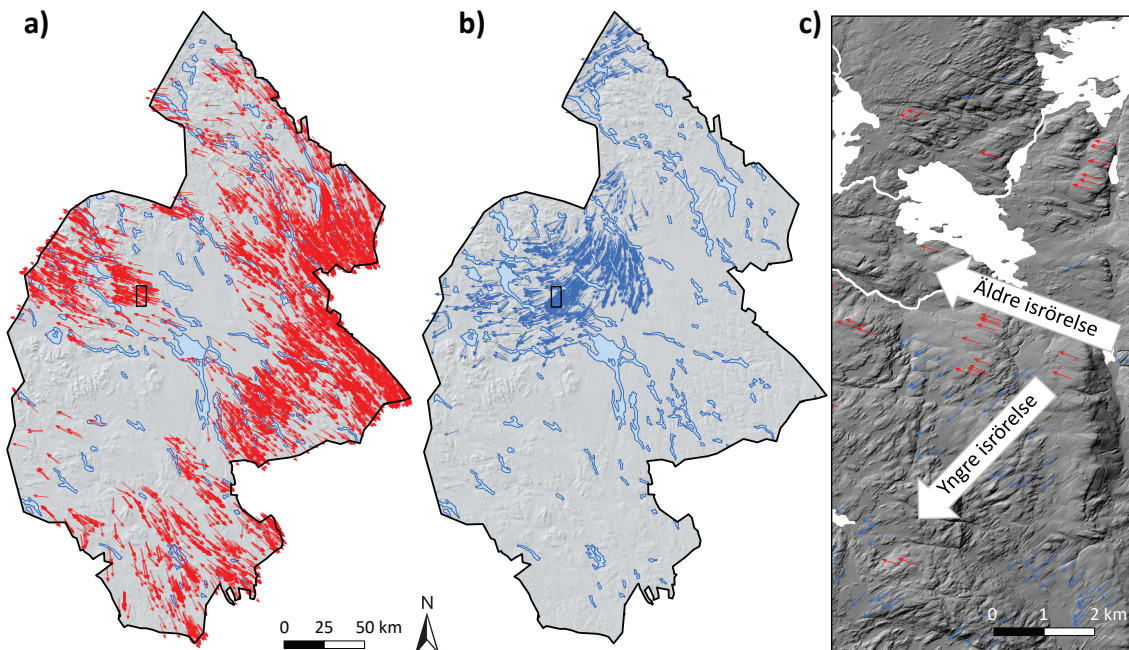 a)
b)
c)
Äldre isrörelse
Yngre isrörelse
N
0 25 50 km
0 1 2 km